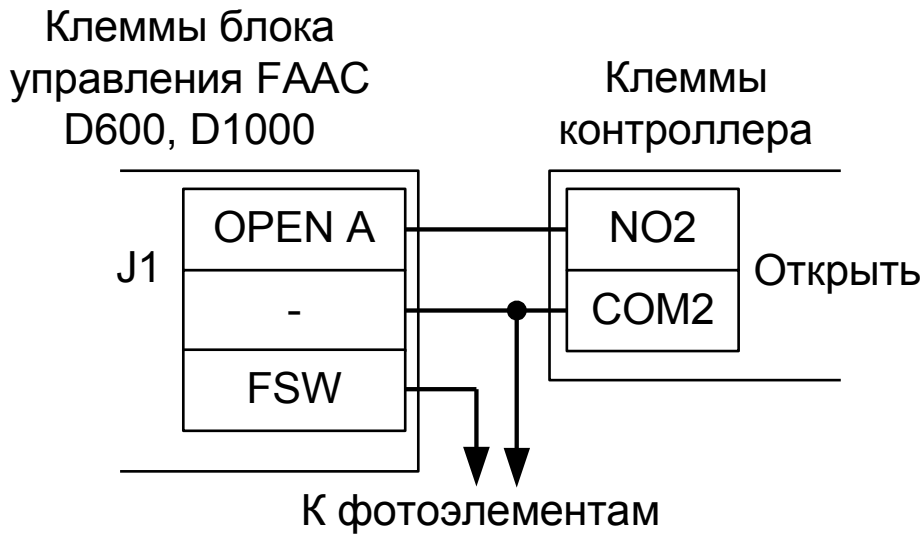 Клеммы блока
управления FAAC
D600, D1000
Клеммы
контроллера
J1
OPEN A
-
FSW
NO2
COM2
Открыть
К фотоэлементам